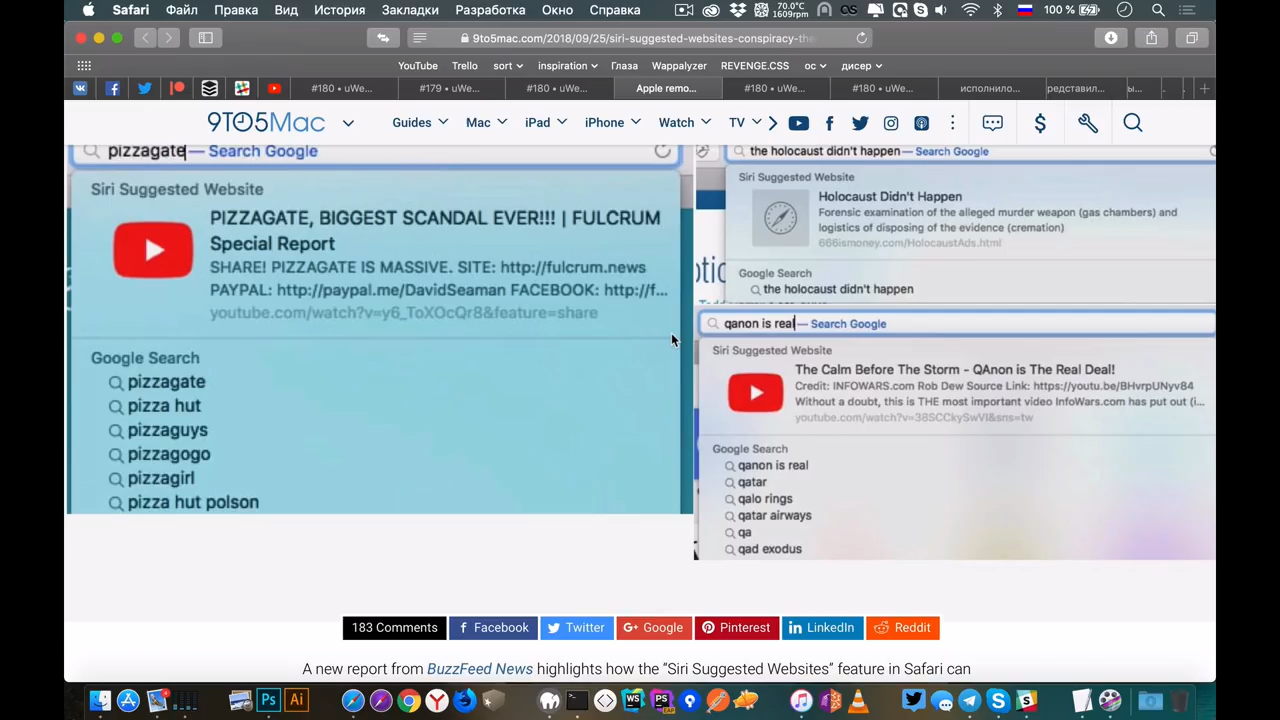 Safari Файл Правка Вид История Закладки Разработка Окно Справка 70.0°C 1609rpm 100 %
9to5mac.com/2018/09/25/siri-suggested-websites-conspiracy-the
YouTube Trello sort inspiration Глаза Wappalyzer REVENGE.CSS ос дисер
#180 • uWe... #179 • uWe... #180 • uWe... Apple remo... #180 • uWe... #180 • uWe... исполнило... редставил... ы...
9TO5Mac Guides Mac iPad iPhone Watch TV
pizzagate — Search Google
Siri Suggested Website
PIZZAGATE, BIGGEST SCANDAL EVER!!! | FULCRUM
Special Report
SHARE! PIZZAGATE IS MASSIVE. SITE: http://fulcrum.news
PAYPAL: http://paypal.me/DavidSeaman FACEBOOK: http://f...
youtube.com/watch?v=y6_ToXOcQr8&feature=share
Google Search
pizzagate
pizza hut
pizzaguys
pizzagogo
pizzagirl
pizza hut polson
the holocaust didn't happen — Search Google
Siri Suggested Website
Holocaust Didn't Happen
Forensic examination of the alleged murder weapon (gas chambers) and
logistics of disposing of the evidence (cremation)
666ismoney.com/HolocaustAds.html
Google Search
the holocaust didn't happen
qanon is real — Search Google
Siri Suggested Website
The Calm Before The Storm - QAnon is The Real Deal!
Credit: INFOWARS.com Rob Dew Source Link: https://youtu.be/BHvrpUNyv84
Without a doubt, this is THE most important video InfoWars.com has put out (i...
youtube.com/watch?v=38SCCkySwVI&sns=tw
Google Search
qanon is real
qatar
qalo rings
qatar airways
qa
qad exodus
183 Comments Facebook Twitter Google Pinterest LinkedIn Reddit
A new report from BuzzFeed News highlights how the “Siri Suggested Websites” feature in Safari can